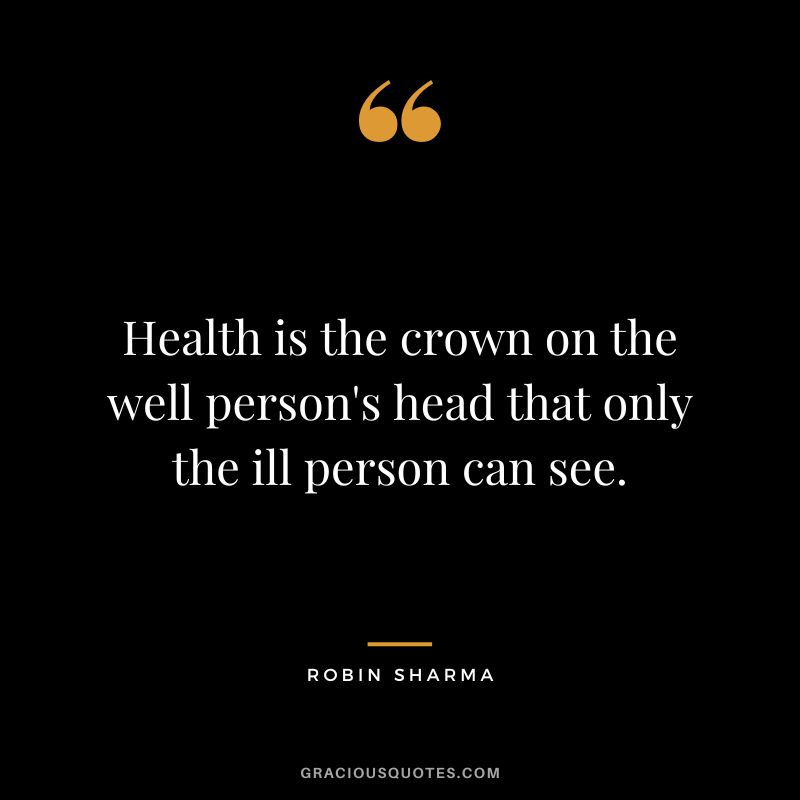 “
Health is the crown on the
well person's head that only
the ill person can see.
ROBIN SHARMA
GRACIOUSQUOTES.COM